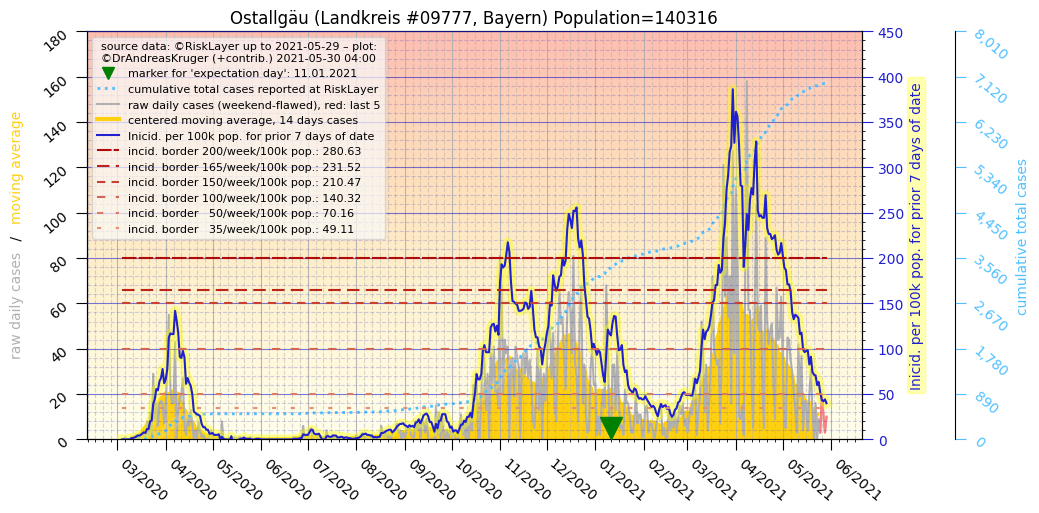 Ostallgäu (Landkreis #09777, Bayern) Population=140316
source data: ©RiskLayer up to 2021-05-29 – plot:
©DrAndreasKruger (+contrib.) 2021-05-30 04:00
marker for 'expectation day': 11.01.2021
cumulative total cases reported at RiskLayer
raw daily cases (weekend-flawed), red: last 5
centered moving average, 14 days cases
Inicid. per 100k pop. for prior 7 days of date
incid. border 200/week/100k pop.: 280.63
incid. border 165/week/100k pop.: 231.52
incid. border 150/week/100k pop.: 210.47
incid. border 100/week/100k pop.: 140.32
incid. border   50/week/100k pop.: 70.16
incid. border   35/week/100k pop.: 49.11
raw daily cases / moving average
180
160
140
120
100
80
60
40
20
0
03/2020
04/2020
05/2020
06/2020
07/2020
08/2020
09/2020
10/2020
11/2020
12/2020
01/2021
02/2021
03/2021
04/2021
05/2021
06/2021
450
400
350
300
250
200
150
100
50
0
Inicid. per 100k pop. for prior 7 days of date
8,010
7,120
6,230
5,340
4,450
3,560
2,670
1,780
890
0
cumulative total cases